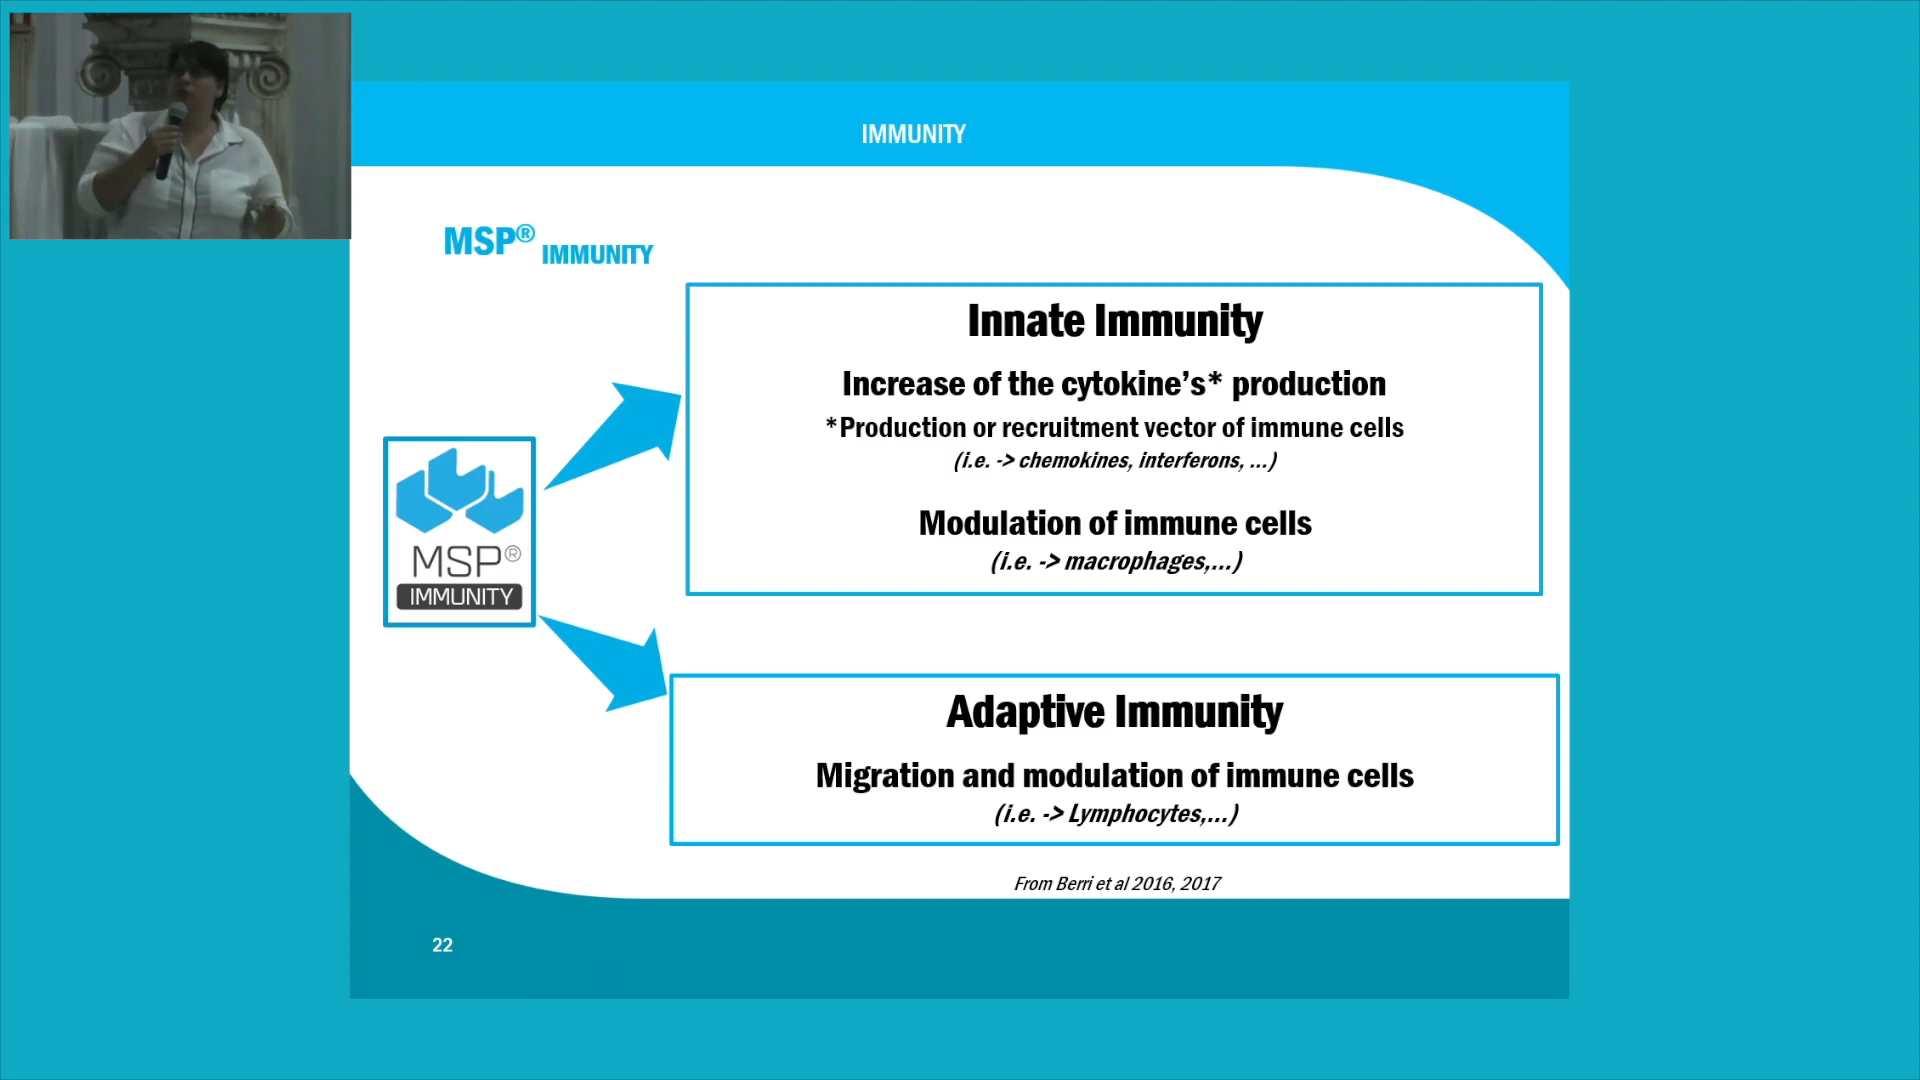 IMMUNITY
MSP® IMMUNITY
Innate Immunity
Increase of the cytokine's* production
*Production or recruitment vector of immune cells
(i.e. -> chemokines, interferons, ...)
Modulation of immune cells
(i.e. -> macrophages,...)
MSP®
IMMUNITY
Adaptive Immunity
Migration and modulation of immune cells
(i.e. -> Lymphocytes,...)
From Berri et al 2016, 2017
22